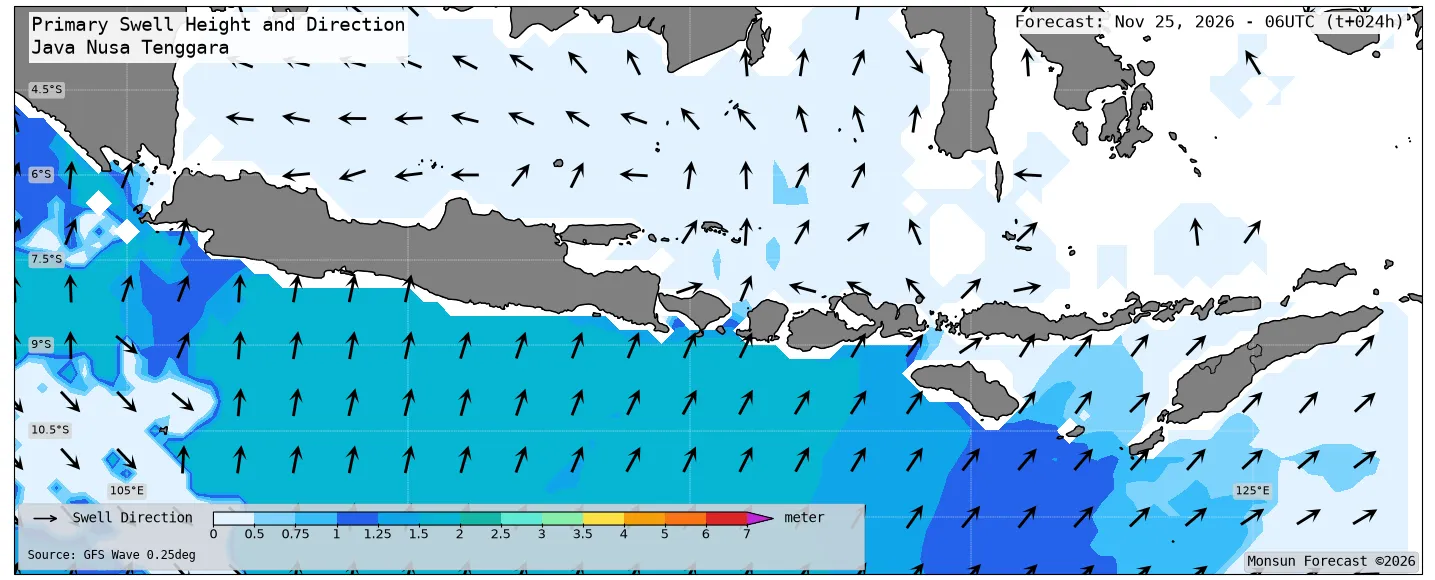 Primary Swell Height and Direction
Java Nusa Tenggara
Forecast: Nov 25, 2026 - 06UTC (t+024h)
4.5°S
6°S
7.5°S
9°S
10.5°S
105°E
125°E
Swell Direction
0 0.5 0.75 1 1.25 1.5 2 2.5 3 3.5 4 5 6 7
meter
Source: GFS Wave 0.25deg
Monsun Forecast ©2026